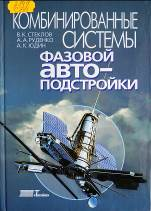 КОМБИНИРОВАННЫЕ
В.К. СТЕКЛОВ
А.А. РУДЕНКО
А.К. ЮДИН
СИСТЕМЫ
ФАЗОВОЙ
АВТО-
ПОДСТРОЙКИ